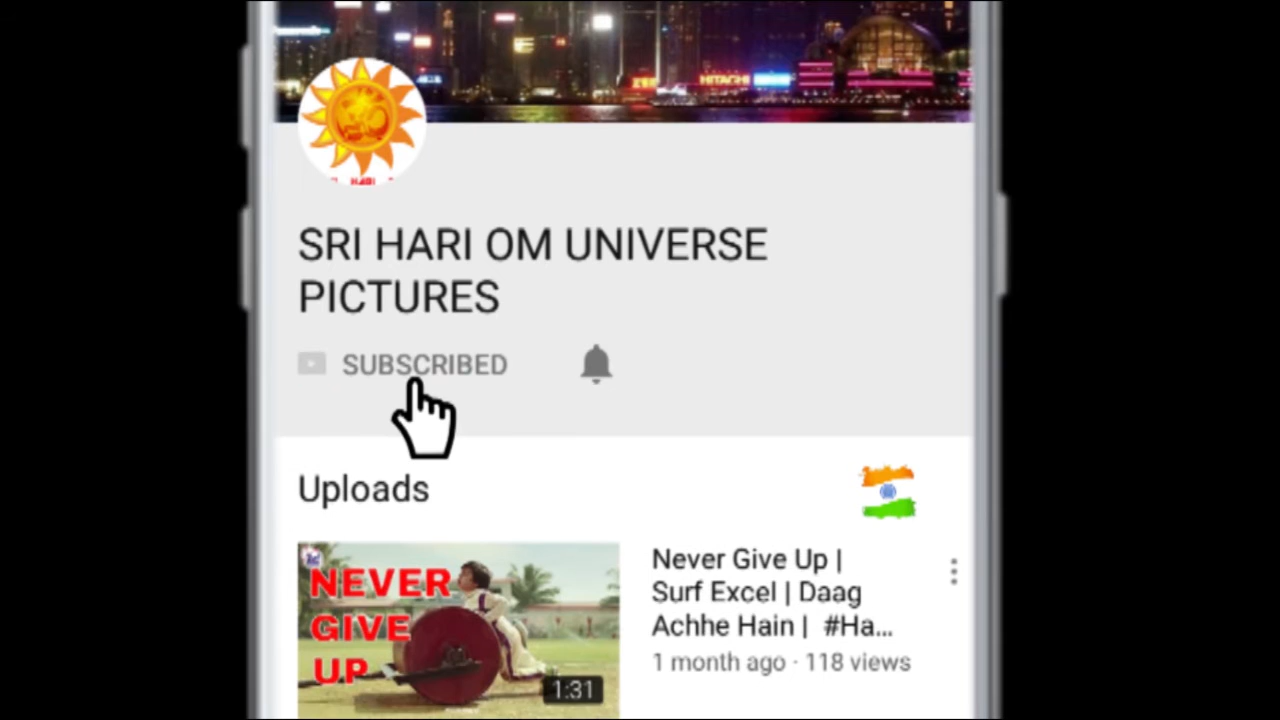 HITACHI
HARI
SRI HARI OM UNIVERSE
PICTURES
SUBSCRIBED
Uploads
NEVER
GIVE
UP
1:31
Never Give Up |
Surf Excel | Daag
Achhe Hain | #Ha...
1 month ago · 118 views